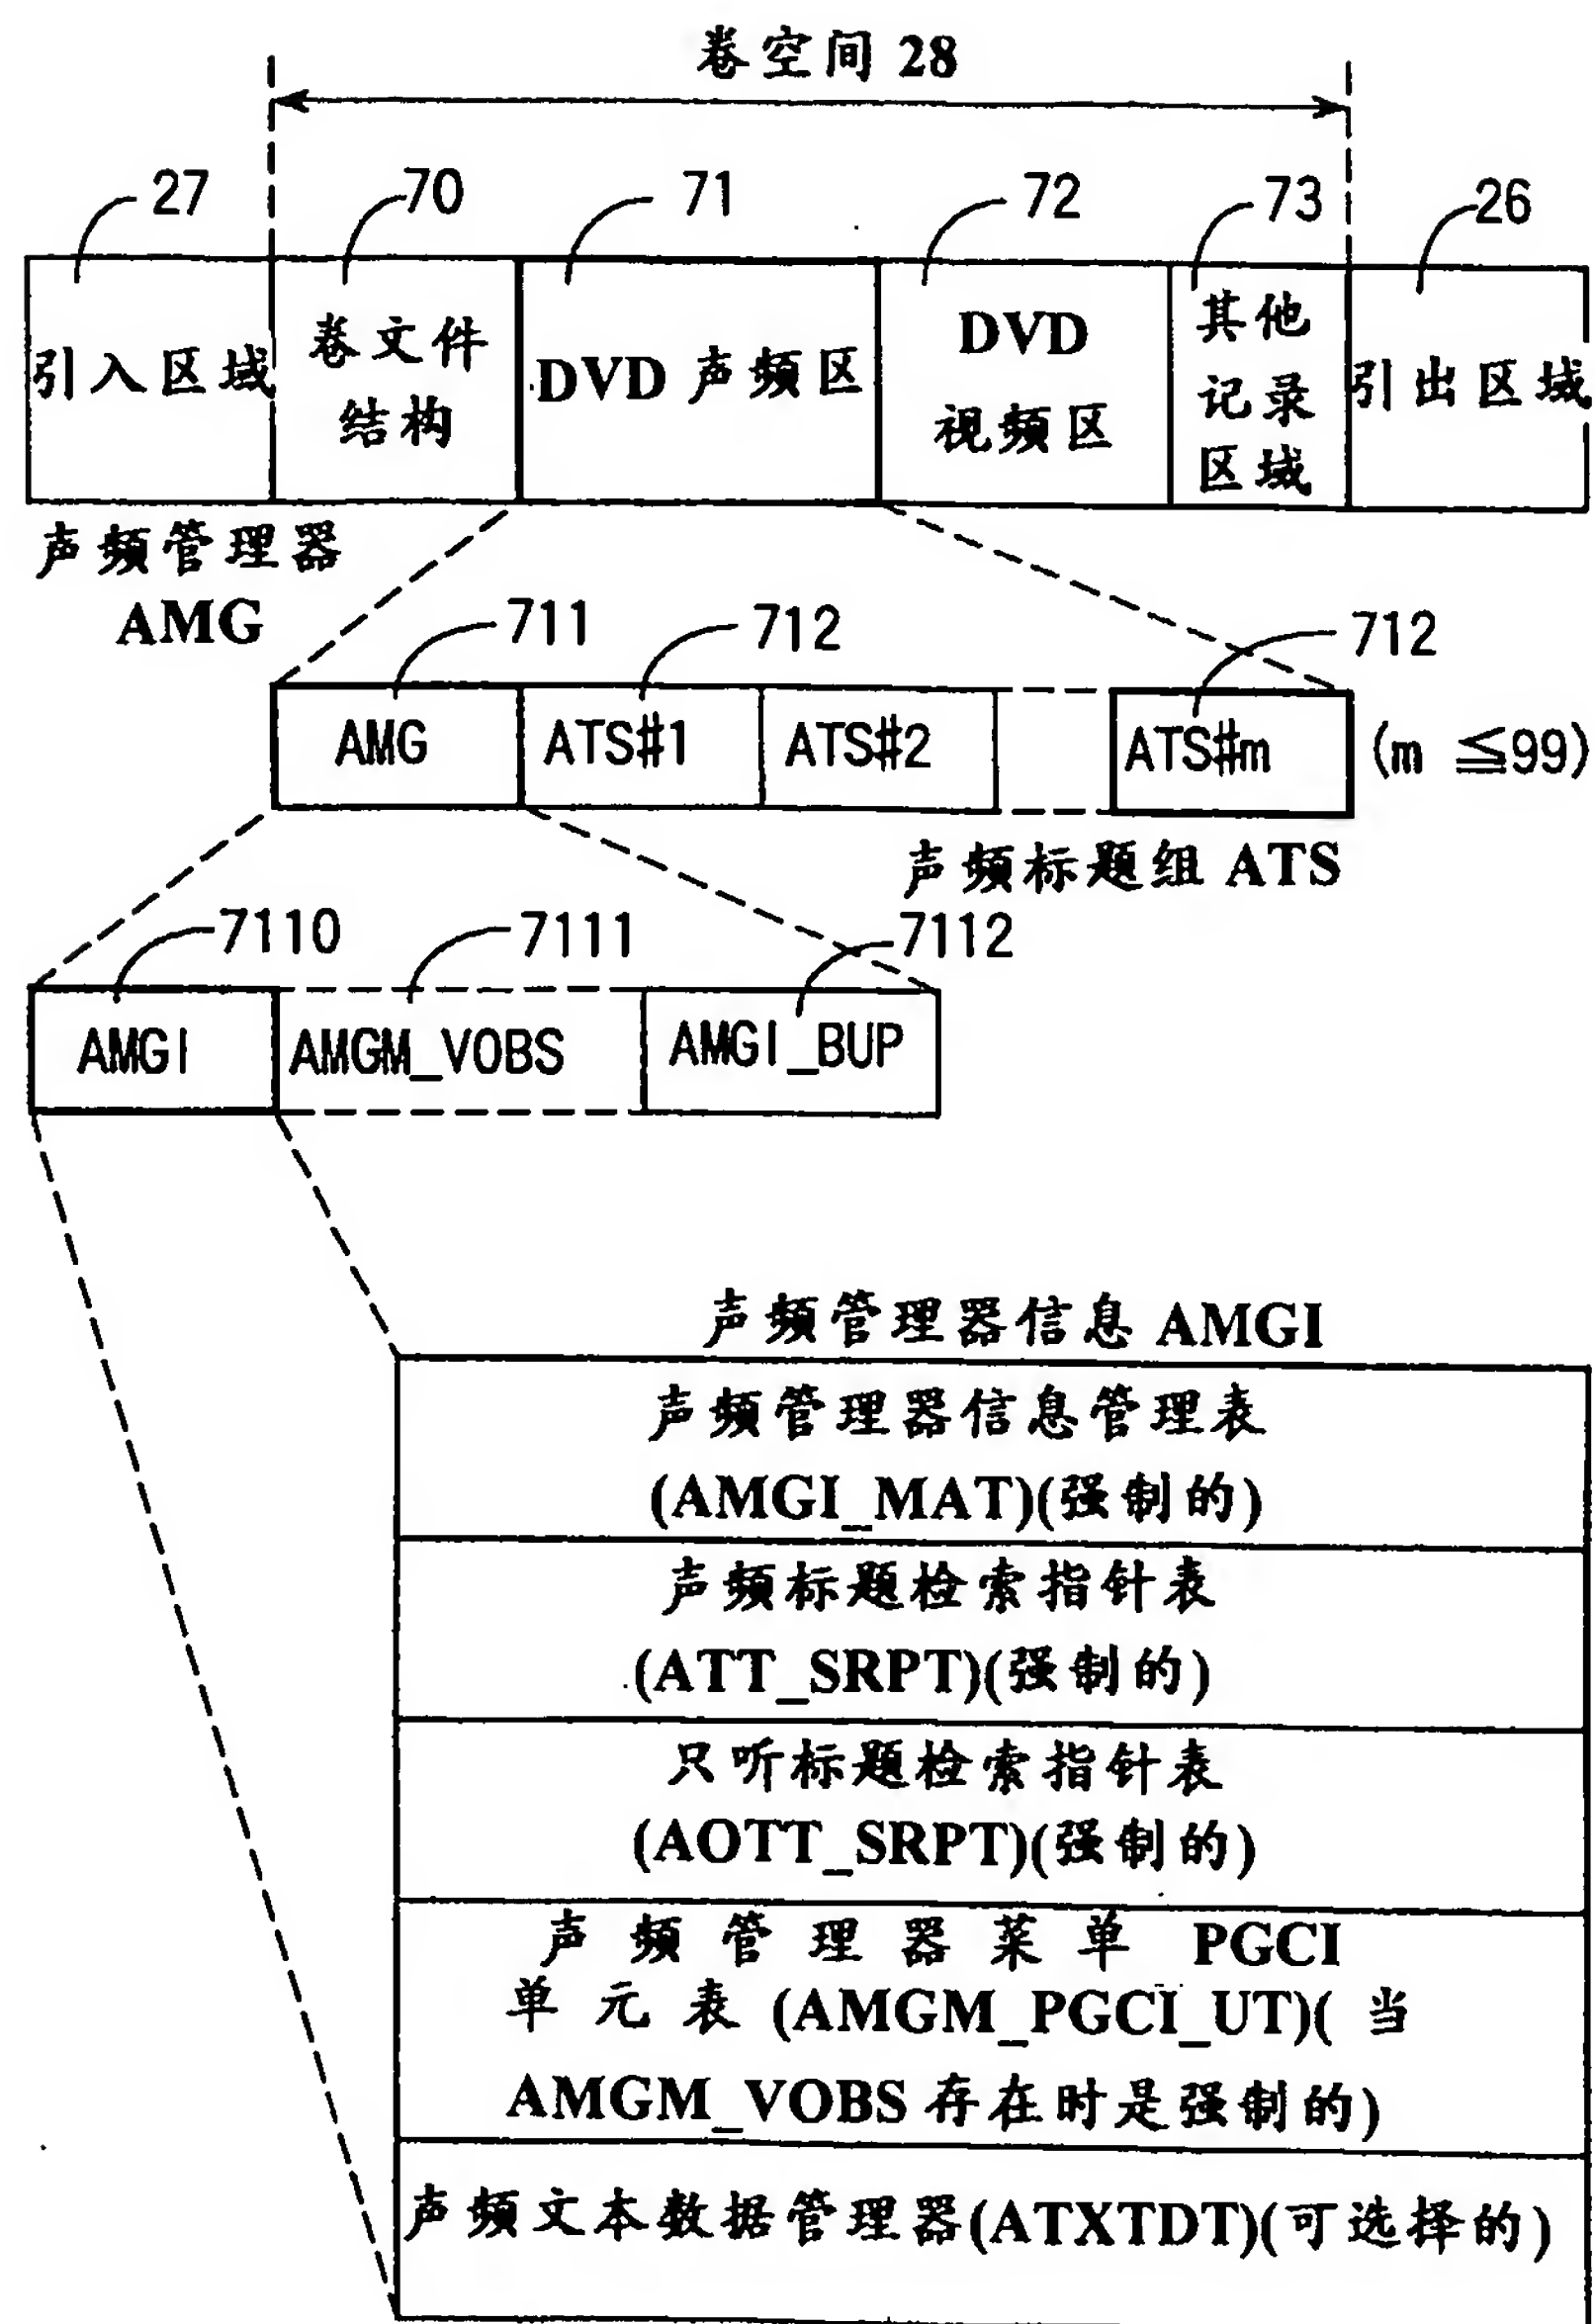 卷空间 28
27
70
71
72
73
26
引入区域
卷文件
结构
DVD 声频区
DVD
视频区
其他
记录
区域
引出区域
声频管理器
AMG
711
712
712
AMG
ATS#1
ATS#2
ATS#m
(m ≦99)
声频标题组 ATS
7110
7111
7112
AMGI
AMGM_VOBS
AMGI_BUP
声频管理器信息 AMGI
声频管理器信息管理表
(AMGI_MAT)(强制的)
声频标题检索指针表
(ATT_SRPT)(强制的)
只听标题检索指针表
(AOTT_SRPT)(强制的)
声频管理器菜单 PGCI
单元表 (AMGM_PGCI_UT)( 当
AMGM_VOBS 存在时是强制的)
声频文本数据管理器(ATXTDT)(可选择的)